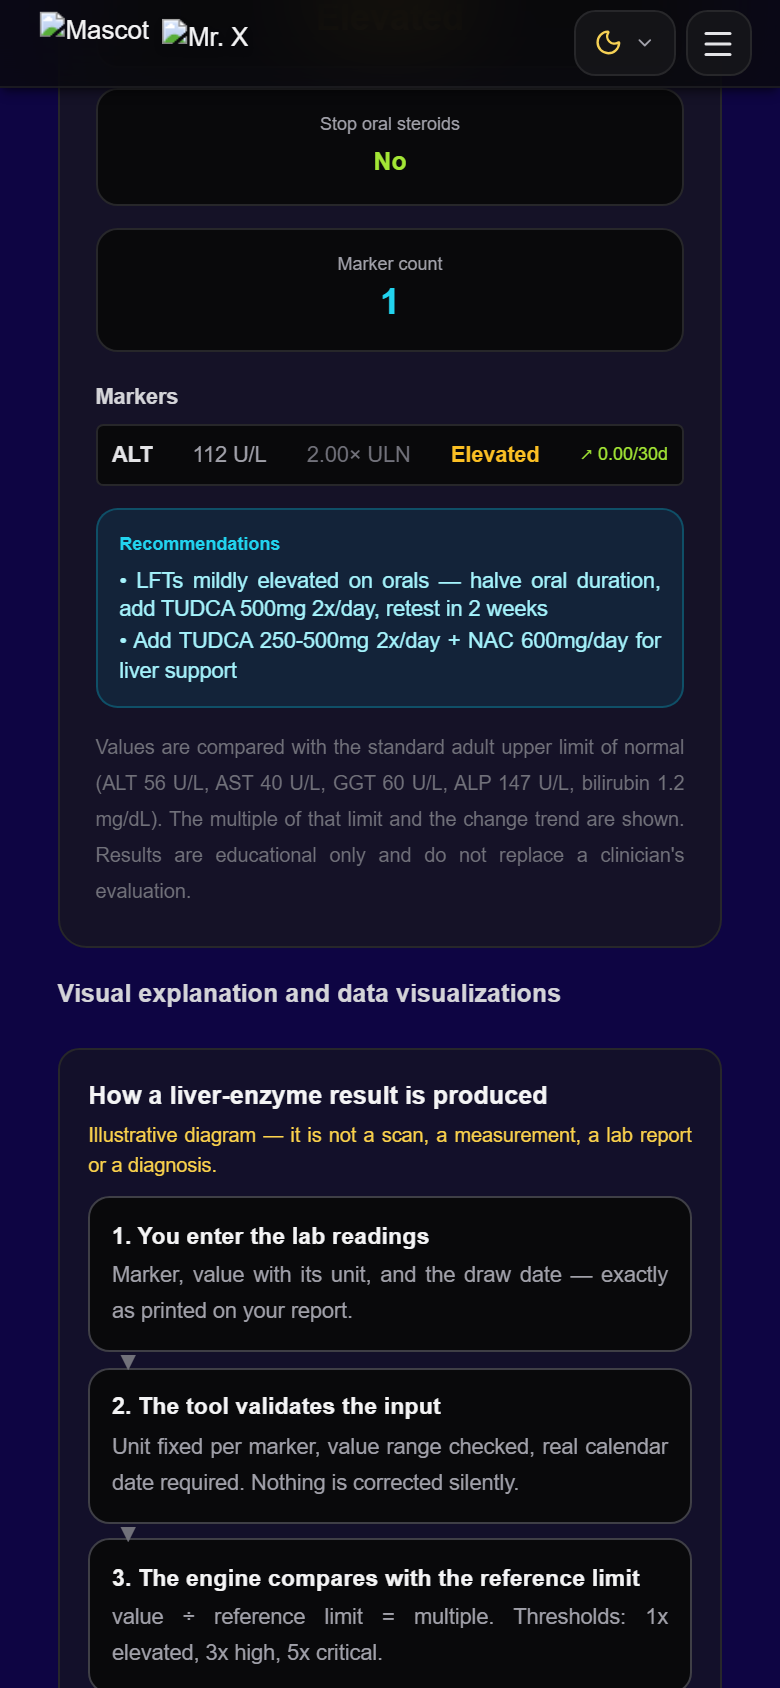 Mascot Mr. X
Elevated
Stop oral steroids
No
Marker count
1
Markers
ALT 112 U/L 2.00× ULN Elevated ↗ 0.00/30d
Recommendations
• LFTs mildly elevated on orals — halve oral duration,
add TUDCA 500mg 2x/day, retest in 2 weeks
• Add TUDCA 250-500mg 2x/day + NAC 600mg/day for
liver support
Values are compared with the standard adult upper limit of normal
(ALT 56 U/L, AST 40 U/L, GGT 60 U/L, ALP 147 U/L, bilirubin 1.2
mg/dL). The multiple of that limit and the change trend are shown.
Results are educational only and do not replace a clinician's
evaluation.
Visual explanation and data visualizations
How a liver-enzyme result is produced
Illustrative diagram — it is not a scan, a measurement, a lab report
or a diagnosis.
1. You enter the lab readings
Marker, value with its unit, and the draw date — exactly
as printed on your report.
2. The tool validates the input
Unit fixed per marker, value range checked, real calendar
date required. Nothing is corrected silently.
3. The engine compares with the reference limit
value ÷ reference limit = multiple. Thresholds: 1x
elevated, 3x high, 5x critical.